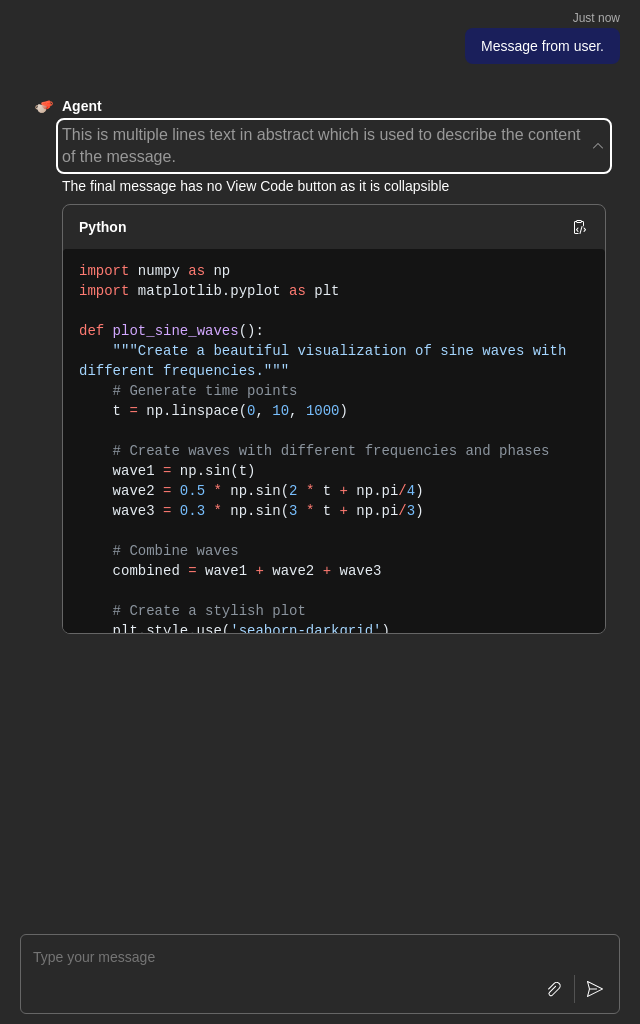 Just now
Message from user.
Agent
This is multiple lines text in abstract which is used to describe the content
of the message.
The final message has no View Code button as it is collapsible
Python
import numpy as np
import matplotlib.pyplot as plt
def plot_sine_waves():
"""Create a beautiful visualization of sine waves with
different frequencies."""
# Generate time points
t = np.linspace(0, 10, 1000)
# Create waves with different frequencies and phases
wave1 = np.sin(t)
wave2 = 0.5 * np.sin(2 * t + np.pi/4)
wave3 = 0.3 * np.sin(3 * t + np.pi/3)
# Combine waves
combined = wave1 + wave2 + wave3
# Create a stylish plot
plt.style.use('seaborn-darkgrid')
Type your message